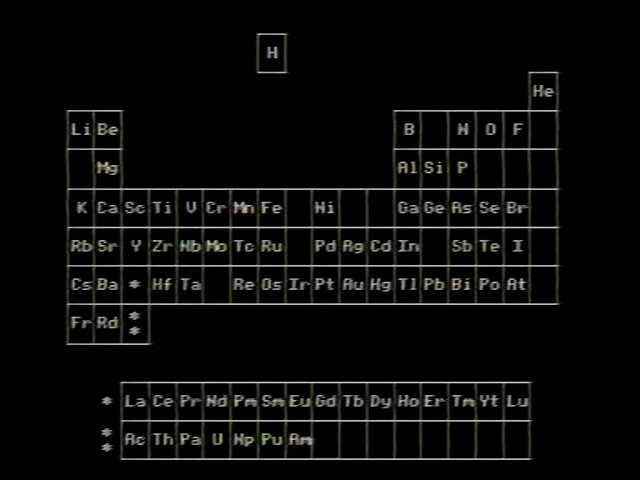 H
He
Li Be B N O F
Mg Al Si P
K Ca Sc Ti V Cr Mn Fe Ni Ga Ge As Se Br
Rb Sr Y Zr Nb Mo Tc Ru Pd Ag Cd In Sb Te I
Cs Ba * Hf Ta Re Os Ir Pt Au Hg Tl Pb Bi Po At
Fr Rd **
* La Ce Pr Nd Pm Sm Eu Gd Tb Dy Ho Er Tm Yt Lu
** Ac Th Pa U Np Pu Am